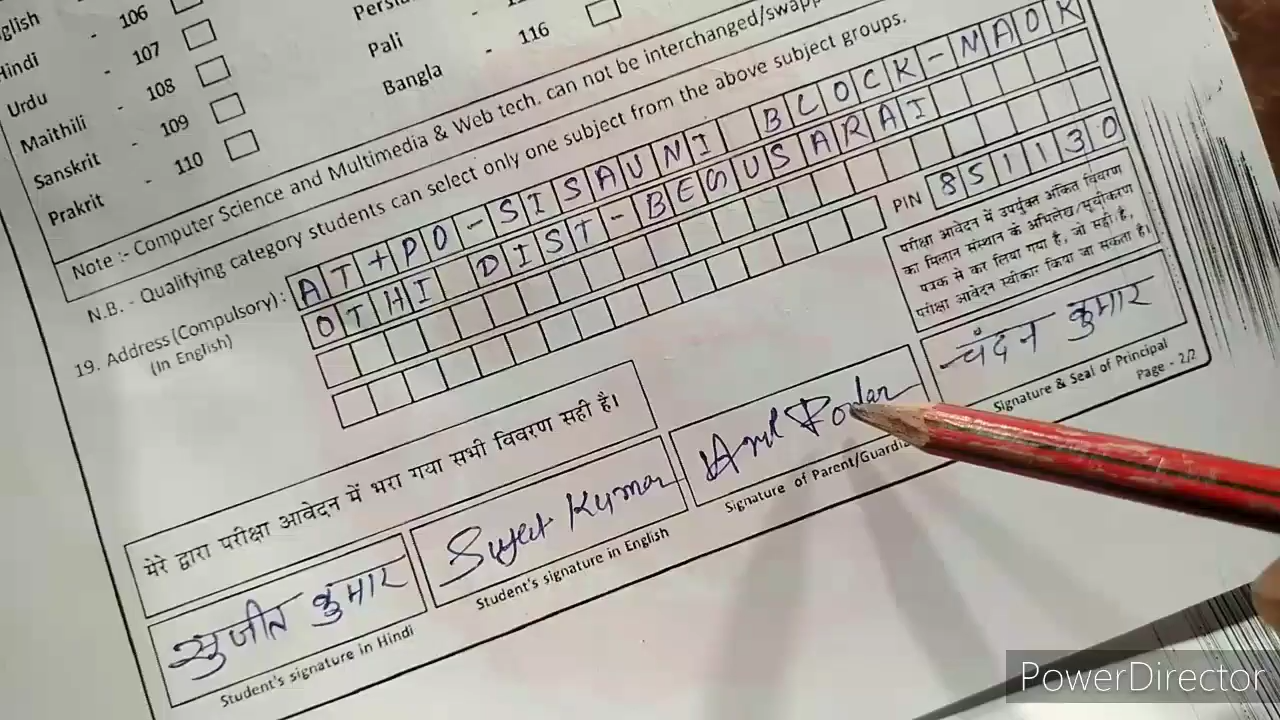 English - 106
Hindi - 107
Urdu - 108
Maithili - 109
Sanskrit - 110
Prakrit
Pali - 116
Bangla
Note :- Computer Science and Multimedia & Web tech. can not be interchanged/swapp
N.B. - Qualifying category students can select only one subject from the above subject groups.
19. Address (Compulsory) :
(In English)
AT+PO-SISAUNI BLOCK-NAOK
OTHI DIST-BEGUSARAI
PIN 851130
परीक्षा आवेदन में उपर्युक्त अंकित विवरण
का मिलान संस्थान के अभिलेख/सूचीकरण
पत्रक से कर लिया गया है, जो सही है,
परीक्षा आवेदन स्वीकार किया जा सकता है।
चंदन कुमार
Signature & Seal of Principal
Page - 2/2
मेरे द्वारा परीक्षा आवेदन में भरा गया सभी विवरण सही है।
सुजीत कुमार
Student's signature in Hindi
Sujeet Kumar
Student's signature in English
Anil Podar
Signature of Parent/Guardia
PowerDirector